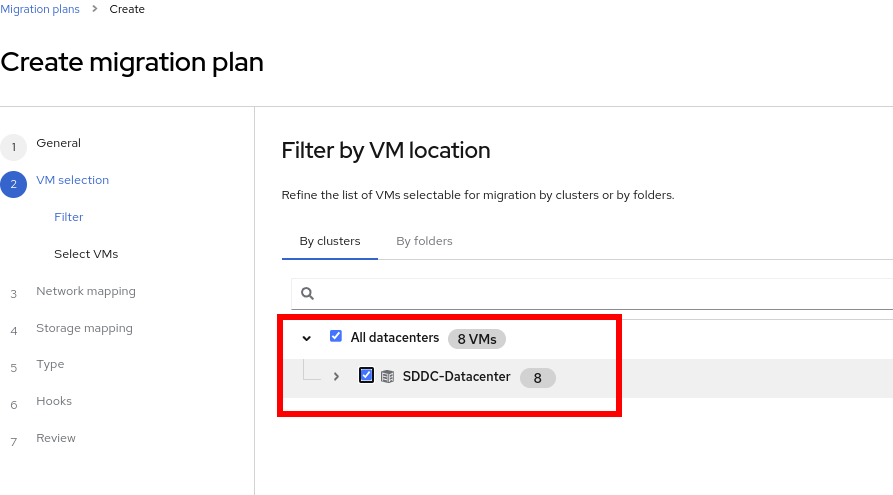 Migration plans > Create
Create migration plan
1 General
2 VM selection
Filter
Select VMs
3 Network mapping
4 Storage mapping
5 Type
6 Hooks
7 Review
Filter by VM location
Refine the list of VMs selectable for migration by clusters or by folders.
By clusters By folders
All datacenters 8 VMs
SDDC-Datacenter 8